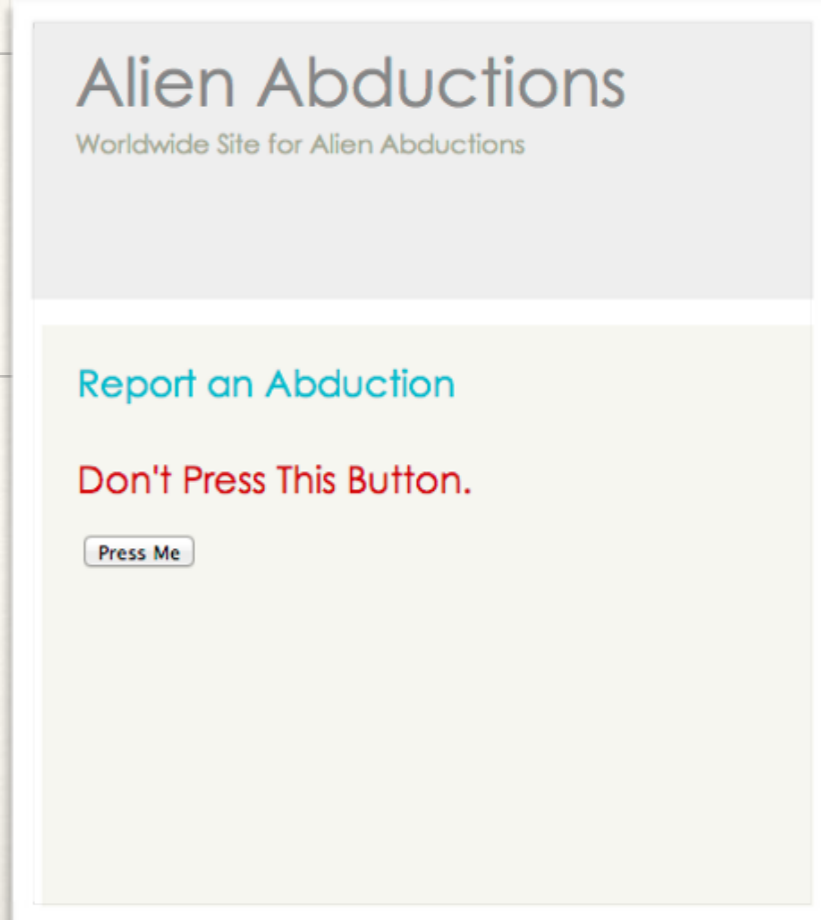 Alien Abductions
Worldwide Site for Alien Abductions
Report an Abduction
Don't Press This Button.
Press Me